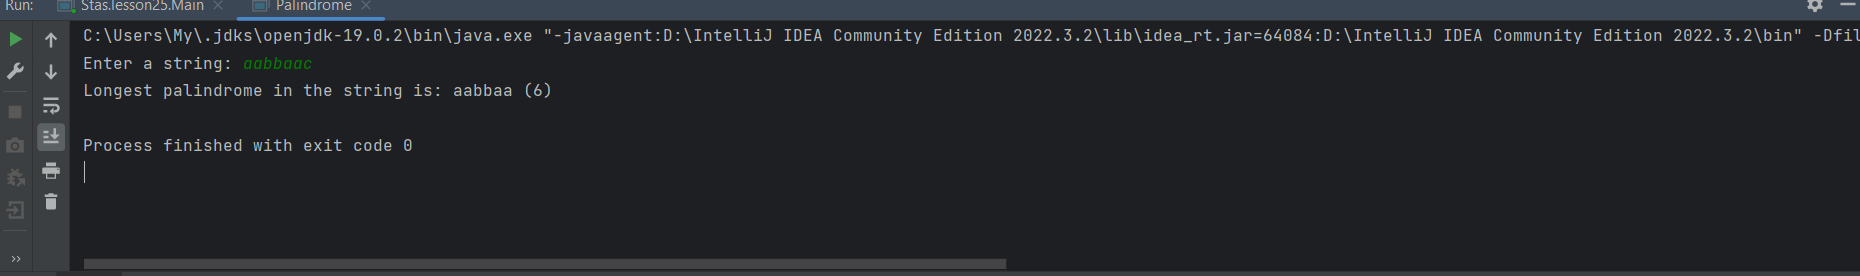 Run: Stas.lesson25.Main Palindrome
C:\Users\My\.jdks\openjdk-19.0.2\bin\java.exe "-javaagent:D:\IntelliJ IDEA Community Edition 2022.3.2\lib\idea_rt.jar=64084:D:\IntelliJ IDEA Community Edition 2022.3.2\bin" -Dfil
Enter a string: aabbaac
Longest palindrome in the string is: aabbaa (6)
Process finished with exit code 0